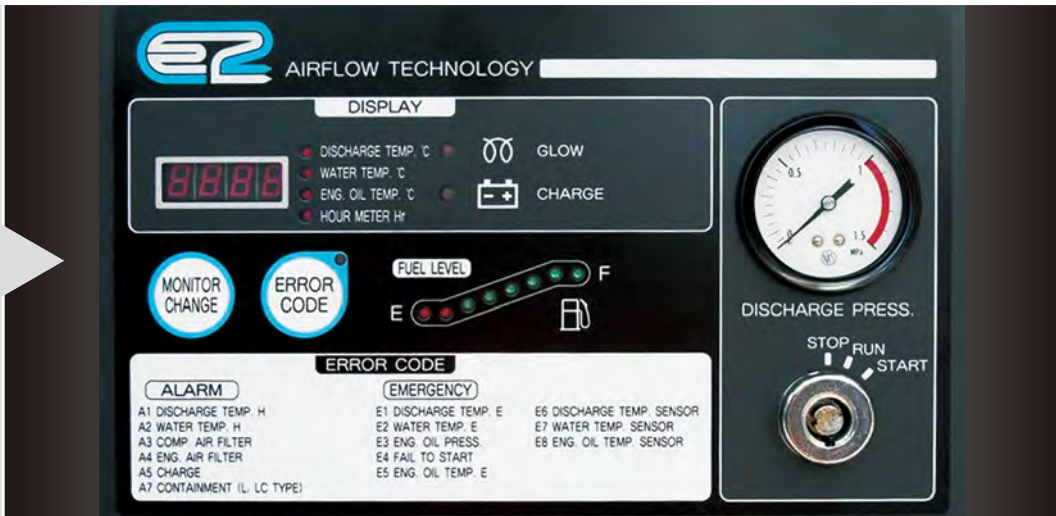 e2
AIRFLOW TECHNOLOGY
DISPLAY
8888
DISCHARGE TEMP. ℃
WATER TEMP. ℃
ENG. OIL TEMP. ℃
HOUR METER Hr
GLOW
- +
CHARGE
MONITOR
CHANGE
ERROR
CODE
FUEL LEVEL
E
F
0
0.5
1
1.5
MPa
DISCHARGE PRESS.
STOP
RUN
START
ERROR CODE
ALARM
A1 DISCHARGE TEMP. H
A2 WATER TEMP. H
A3 COMP. AIR FILTER
A4 ENG. AIR FILTER
A5 CHARGE
A7 CONTAINMENT (L. LC TYPE)
EMERGENCY
E1 DISCHARGE TEMP. E
E2 WATER TEMP. E
E3 ENG. OIL PRESS.
E4 FAIL TO START
E5 ENG. OIL TEMP. E
E6 DISCHARGE TEMP. SENSOR
E7 WATER TEMP. SENSOR
E8 ENG. OIL TEMP. SENSOR